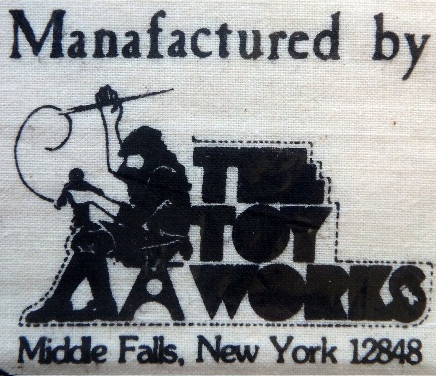 Manafactured by
THE
TOY
WORKS
Middle Falls, New York 12848